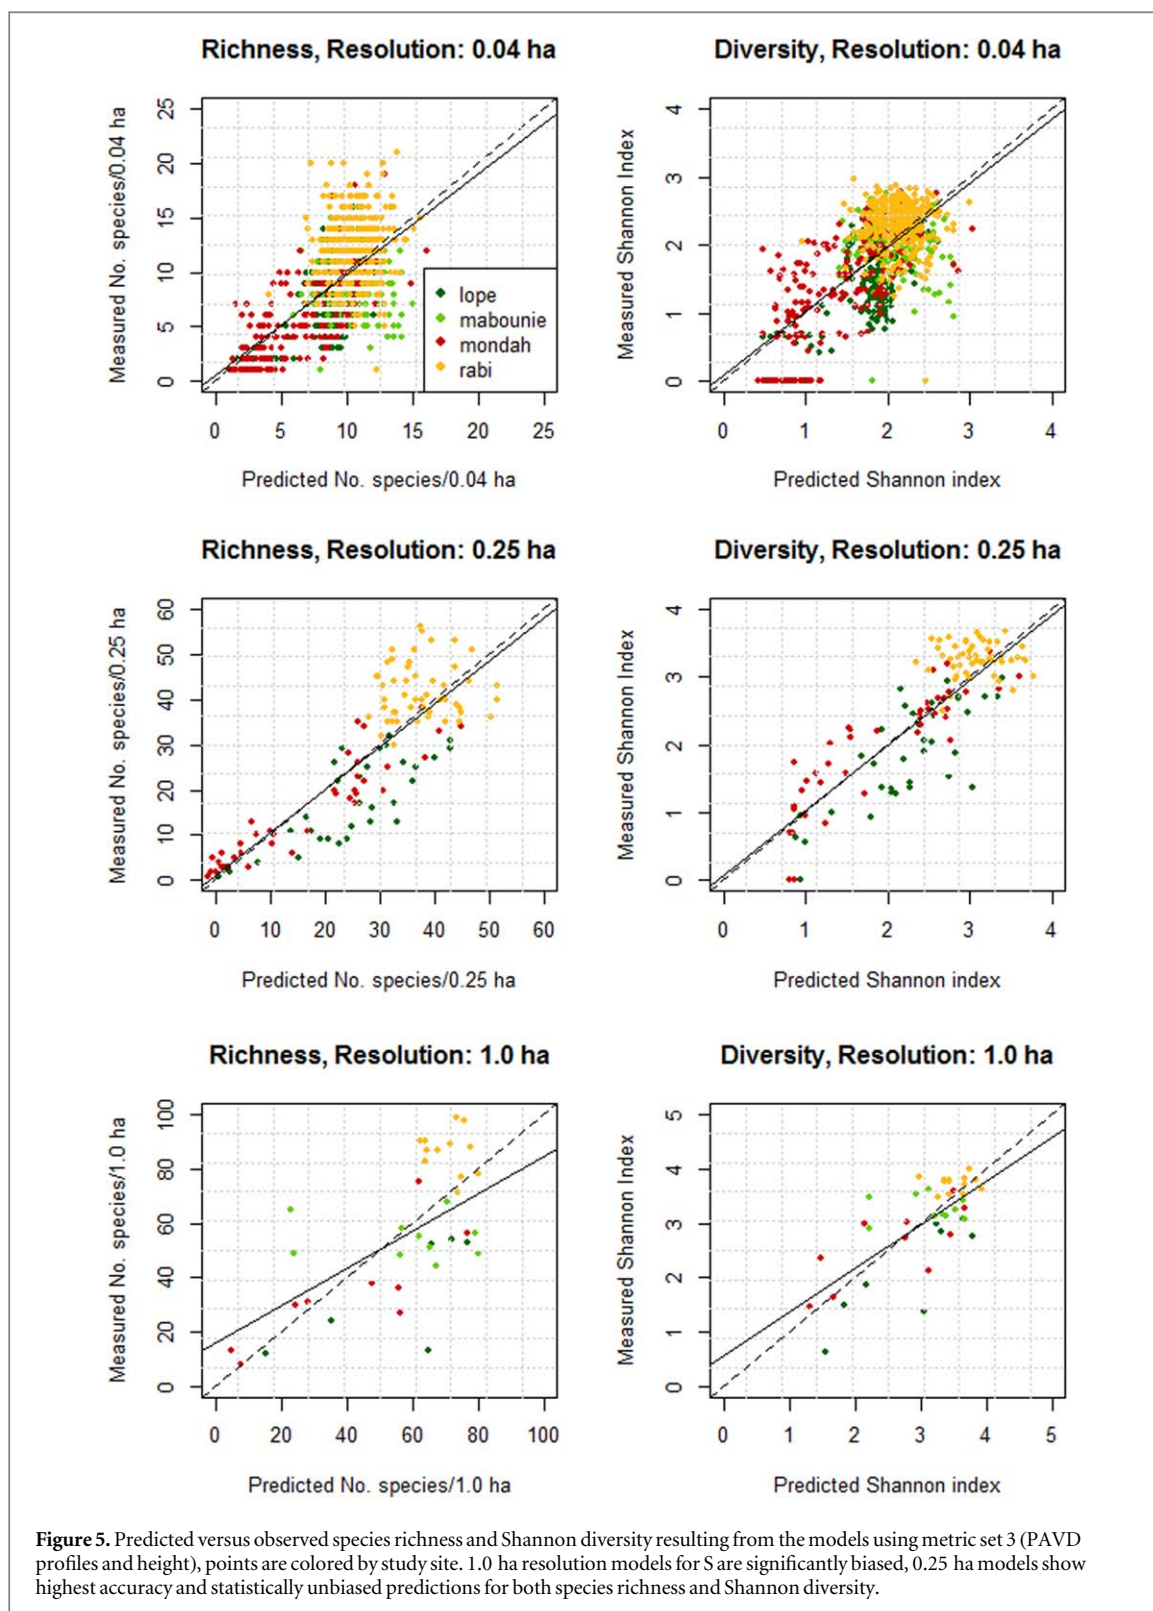 Richness, Resolution: 0.04 ha
Measured No. species/0.04 ha
0 5 10 15 20 25
lope
mabounie
mondah
rabi
0 5 10 15 20 25
Predicted No. species/0.04 ha
Diversity, Resolution: 0.04 ha
Measured Shannon Index
0 1 2 3 4
0 1 2 3 4
Predicted Shannon index
Richness, Resolution: 0.25 ha
Measured No. species/0.25 ha
0 10 20 30 40 50 60
0 10 20 30 40 50 60
Predicted No. species/0.25 ha
Diversity, Resolution: 0.25 ha
Measured Shannon Index
0 1 2 3 4
0 1 2 3 4
Predicted Shannon index
Richness, Resolution: 1.0 ha
Measured No. species/1.0 ha
0 20 40 60 80 100
0 20 40 60 80 100
Predicted No. species/1.0 ha
Diversity, Resolution: 1.0 ha
Measured Shannon Index
0 1 2 3 4 5
0 1 2 3 4 5
Predicted Shannon index
Figure 5. Predicted versus observed species richness and Shannon diversity resulting from the models using metric set 3 (PAVD
profiles and height), points are colored by study site. 1.0 ha resolution models for S are significantly biased, 0.25 ha models show
highest accuracy and statistically unbiased predictions for both species richness and Shannon diversity.